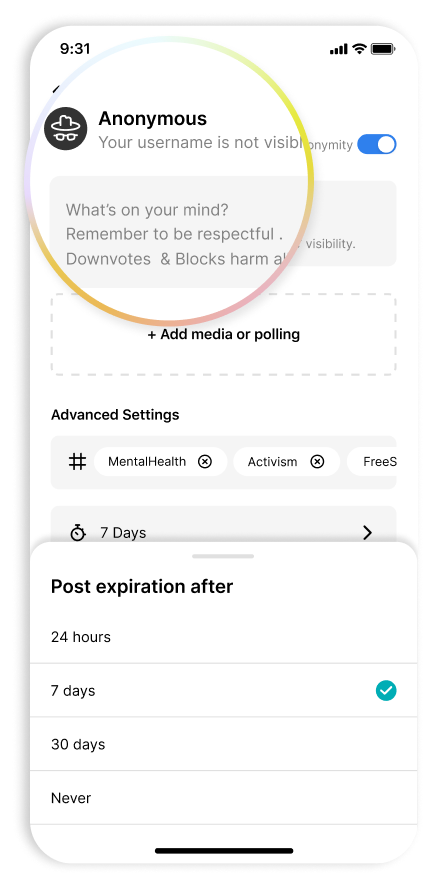 9:31
Anonymous
Your username is not visibl
onymity
What's on your mind?
Remember to be respectful .
Downvotes & Blocks harm
visibility.
+ Add media or polling
Advanced Settings
MentalHealth
Activism
FreeS
7 Days
Post expiration after
24 hours
7 days
30 days
Never